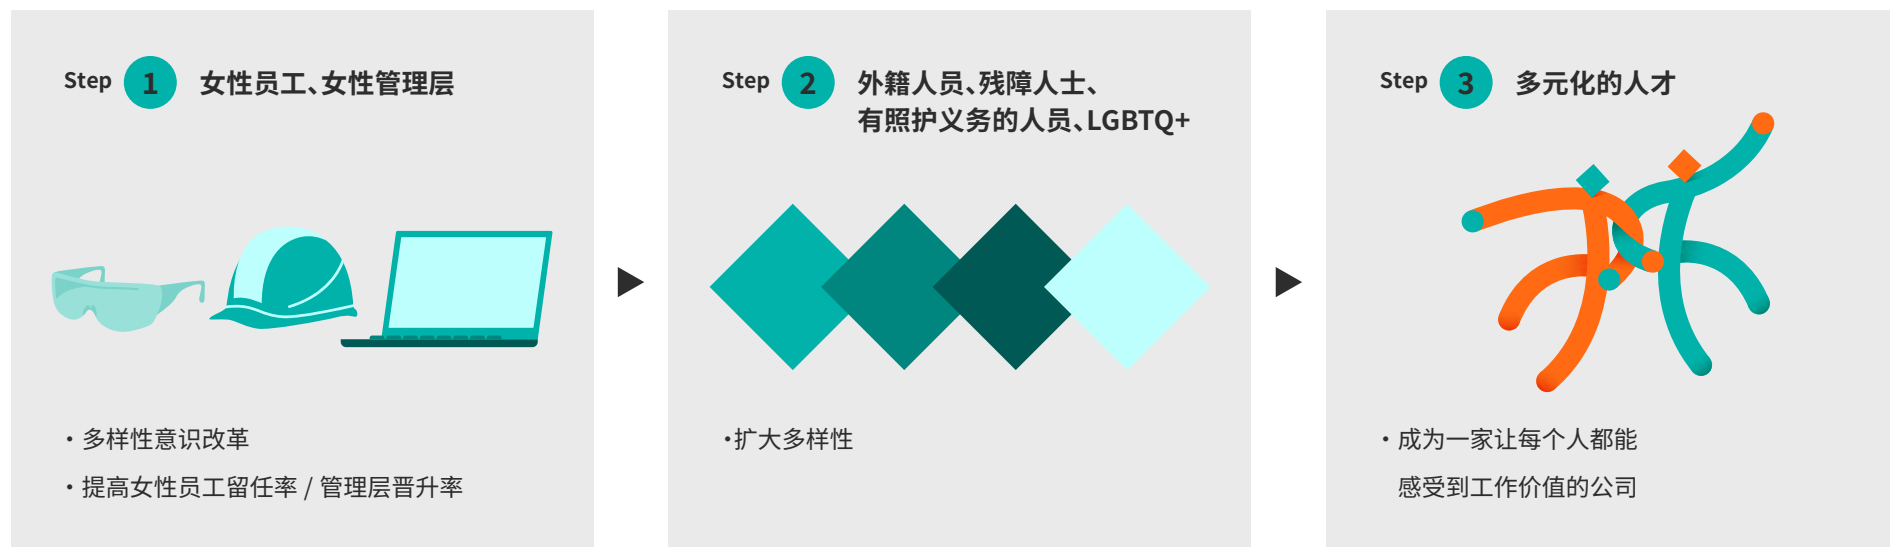 Step 1 女性员工、女性管理层
・多样性意识改革
・提高女性员工留任率 / 管理层晋升率
Step 2 外籍人员、残障人士、
有照护义务的人员、LGBTQ+
・扩大多样性
Step 3 多元化的人才
・成为一家让每个人都能
感受到工作价值的公司